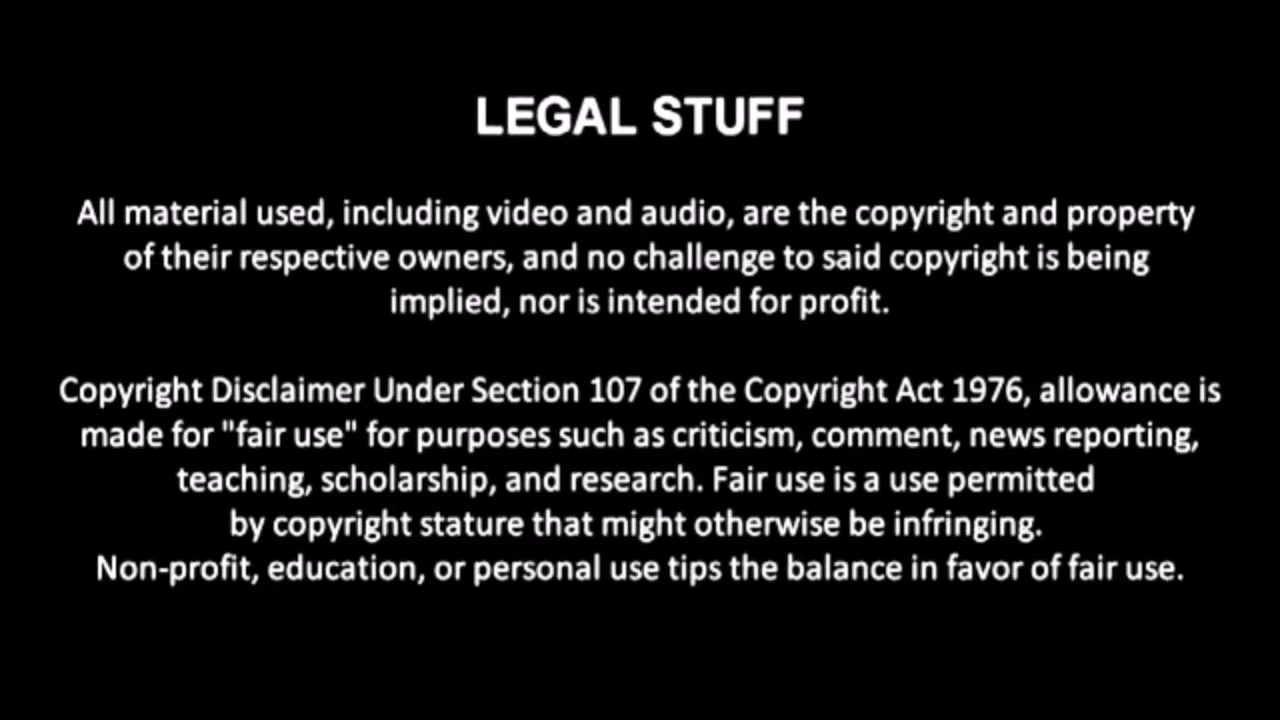 LEGAL STUFF
All material used, including video and audio, are the copyright and property
of their respective owners, and no challenge to said copyright is being
implied, nor is intended for profit.
Copyright Disclaimer Under Section 107 of the Copyright Act 1976, allowance is
made for "fair use" for purposes such as criticism, comment, news reporting,
teaching, scholarship, and research. Fair use is a use permitted
by copyright stature that might otherwise be infringing.
Non-profit, education, or personal use tips the balance in favor of fair use.